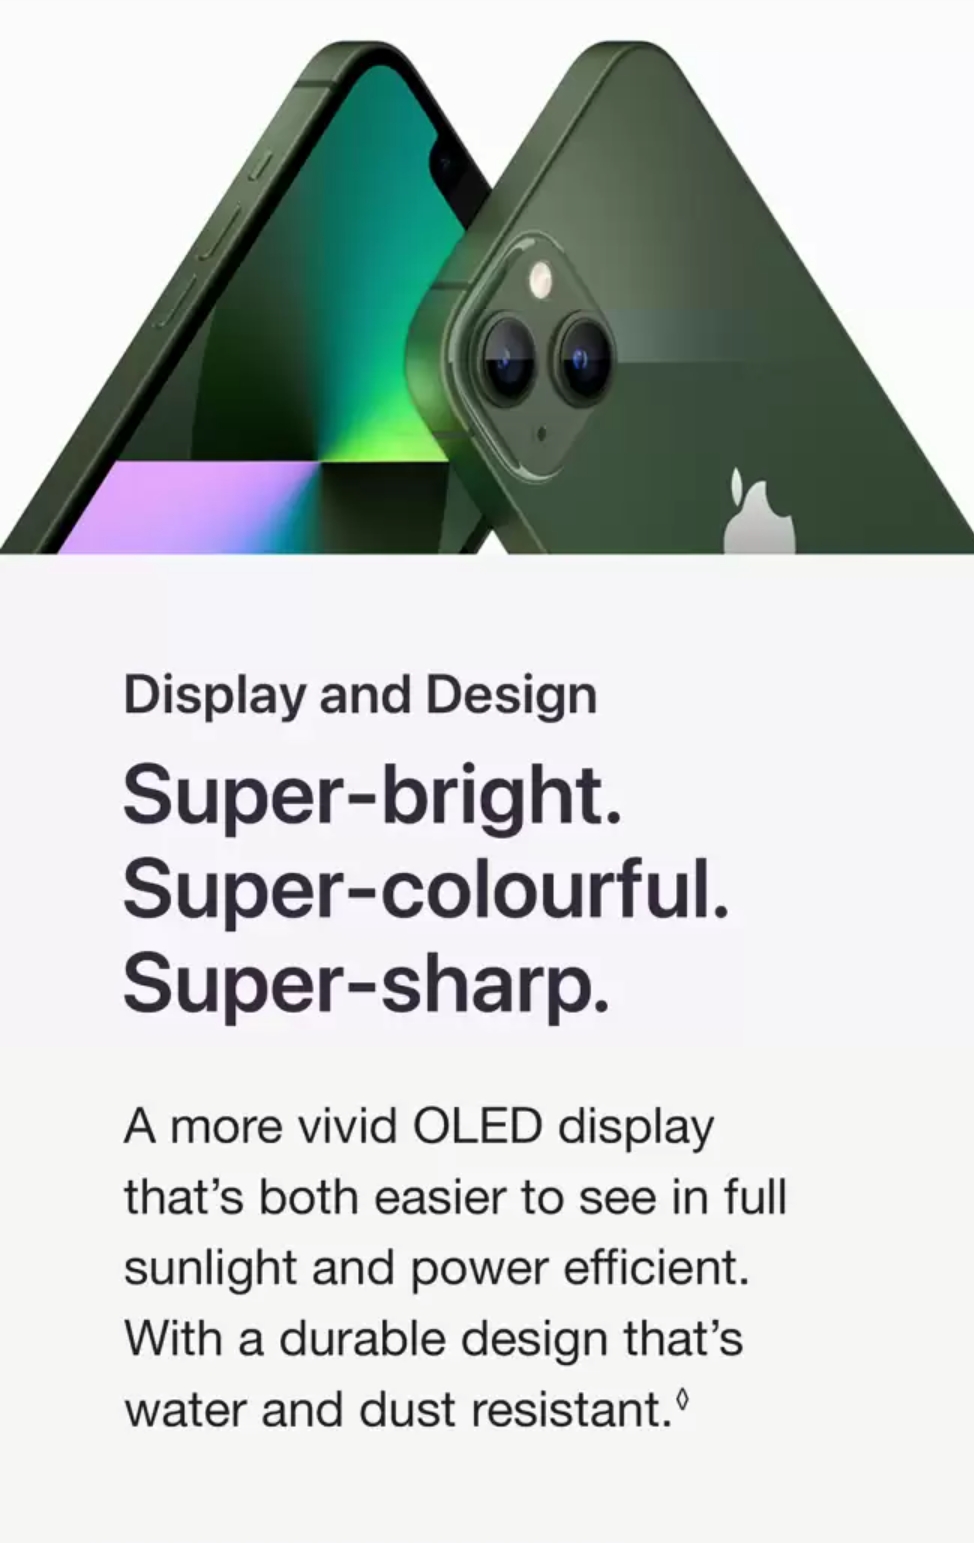 Display and Design
Super-bright.
Super-colourful.
Super-sharp.
A more vivid OLED display
that’s both easier to see in full
sunlight and power efficient.
With a durable design that’s
water and dust resistant.◊